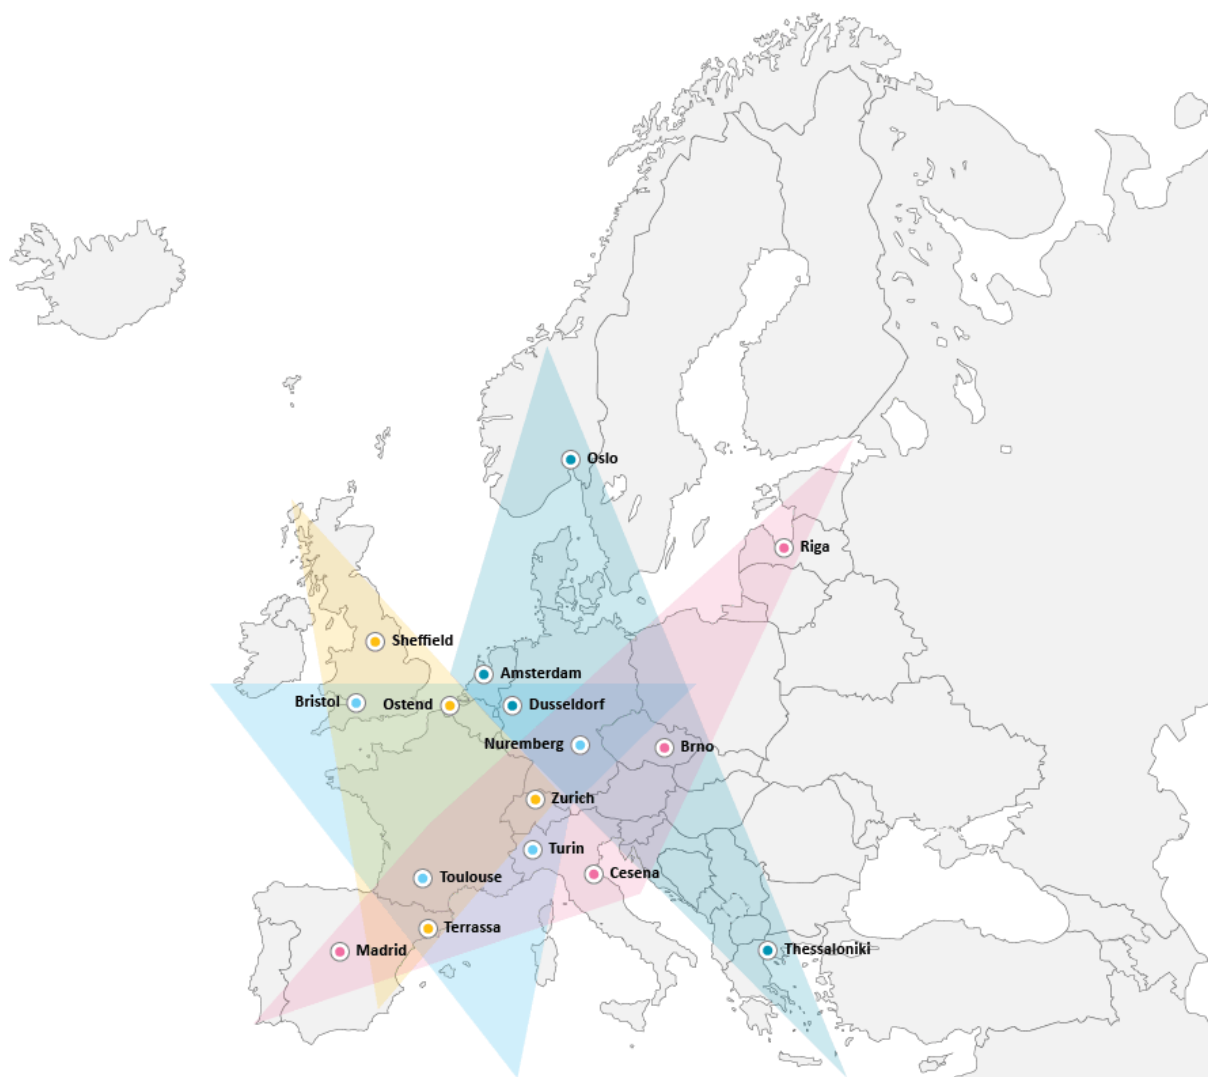 Oslo
Riga
Sheffield
Amsterdam
Bristol
Ostend
Dusseldorf
Nuremberg
Brno
Zurich
Turin
Cesena
Toulouse
Terrassa
Madrid
Thessaloniki